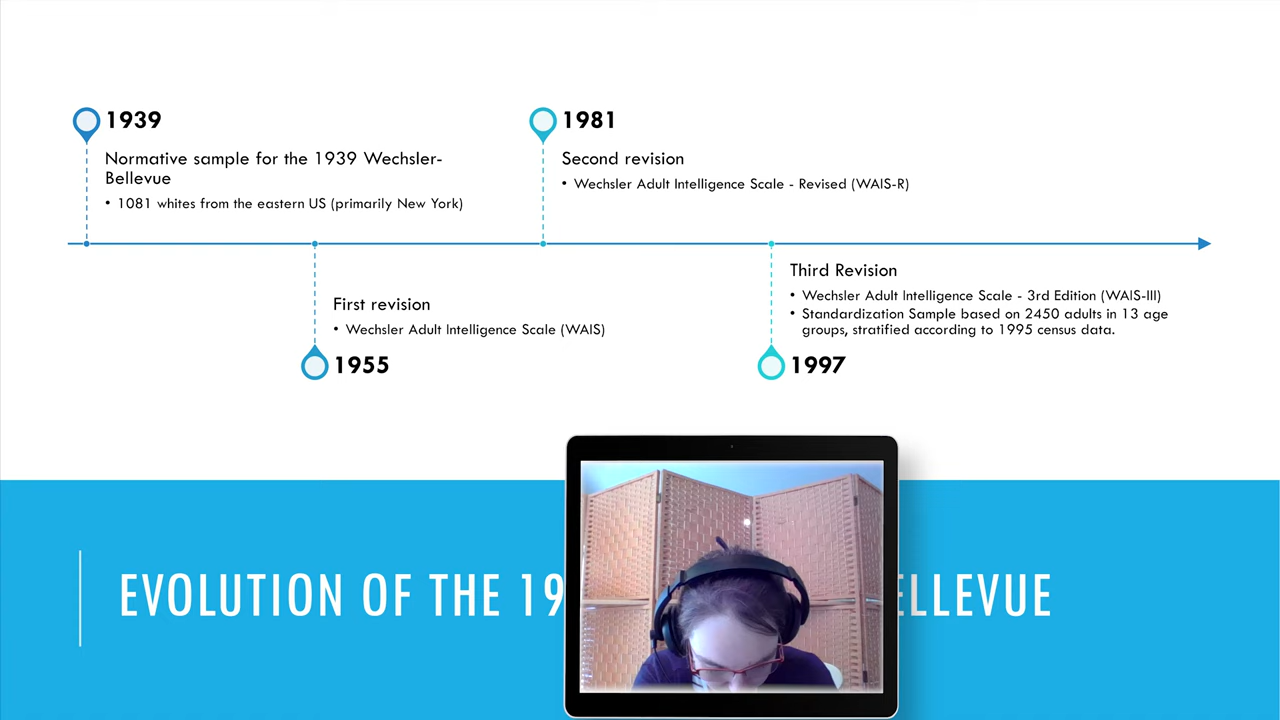 1939
Normative sample for the 1939 Wechsler-
Bellevue
• 1081 whites from the eastern US (primarily New York)
1981
Second revision
• Wechsler Adult Intelligence Scale - Revised (WAIS-R)
First revision
• Wechsler Adult Intelligence Scale (WAIS)
1955
Third Revision
• Wechsler Adult Intelligence Scale - 3rd Edition (WAIS-III)
• Standardization Sample based on 2450 adults in 13 age
groups, stratified according to 1995 census data.
1997
EVOLUTION OF THE 19 ELLEVUE